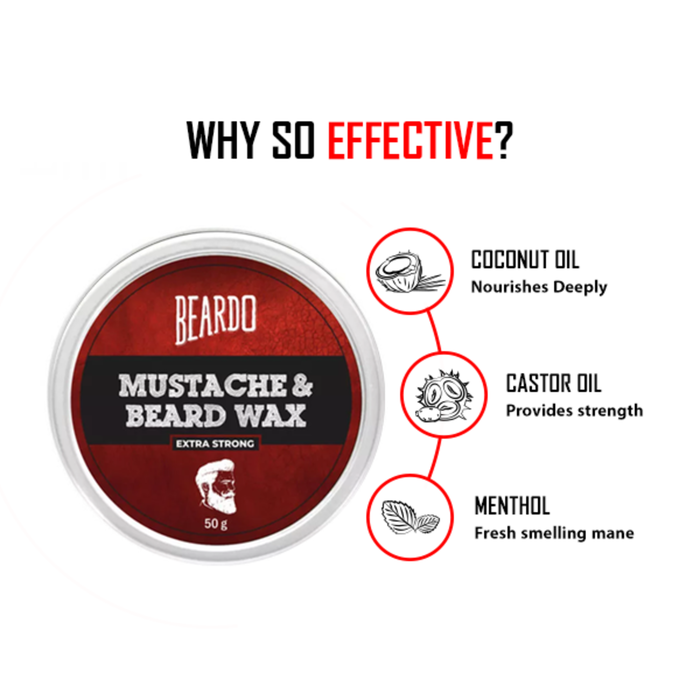 WHY SO EFFECTIVE?
BEARDO
MUSTACHE &
BEARD WAX
EXTRA STRONG
50 g
COCONUT OIL
Nourishes Deeply
CASTOR OIL
Provides strength
MENTHOL
Fresh smelling mane